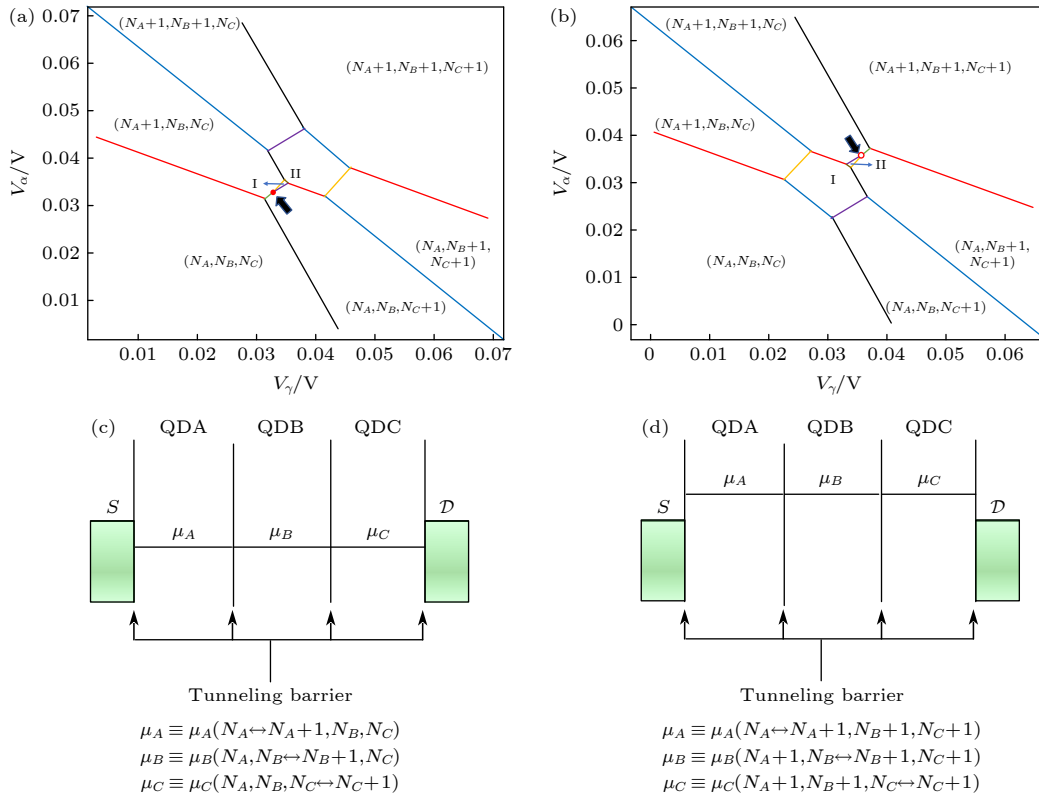 (a)
(N_A+1,N_B+1,N_C)
(N_A+1,N_B+1,N_C+1)
(N_A+1,N_B,N_C)
I
II
(N_A,N_B,N_C)
(N_A,N_B+1,
N_C+1)
(N_A,N_B,N_C+1)
0.07
0.06
0.05
0.04
0.03
0.02
0.01
V_α/V
0.01 0.02 0.03 0.04 0.05 0.06 0.07
V_γ/V
(b)
(N_A+1,N_B+1,N_C)
(N_A+1,N_B+1,N_C+1)
(N_A+1,N_B,N_C)
I
II
(N_A,N_B,N_C)
(N_A,N_B+1,
N_C+1)
(N_A,N_B,N_C+1)
0.06
0.05
0.04
0.03
0.02
0.01
0
V_α/V
0 0.01 0.02 0.03 0.04 0.05 0.06
V_γ/V
(c)
QDA QDB QDC
S
μ_A μ_B μ_C
𝒟
Tunneling barrier
μ_A≡μ_A(N_A↔N_A+1,N_B,N_C)
μ_B≡μ_B(N_A,N_B↔N_B+1,N_C)
μ_C≡μ_C(N_A,N_B,N_C↔N_C+1)
(d)
QDA QDB QDC
μ_A μ_B μ_C
S
𝒟
Tunneling barrier
μ_A≡μ_A(N_A↔N_A+1,N_B+1,N_C+1)
μ_B≡μ_B(N_A+1,N_B↔N_B+1,N_C+1)
μ_C≡μ_C(N_A+1,N_B+1,N_C↔N_C+1)